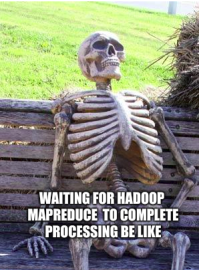 WAITING FOR HADOOP
MAPREDUCE TO COMPLETE
PROCESSING BE LIKE